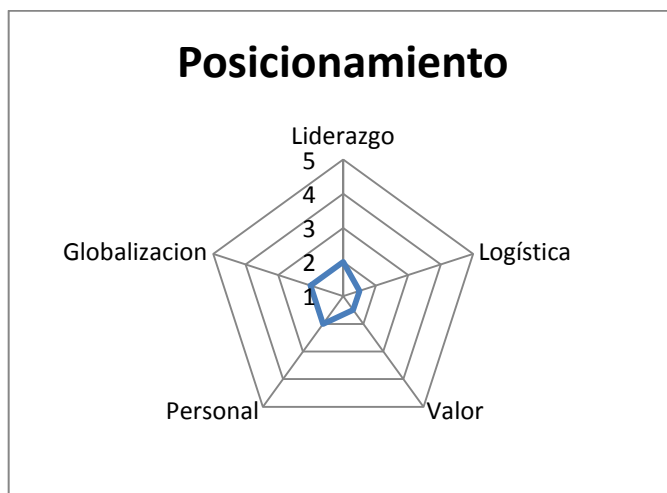 Posicionamiento
Liderazgo
5
4
3
2
1
Globalizacion
Logística
Personal
Valor